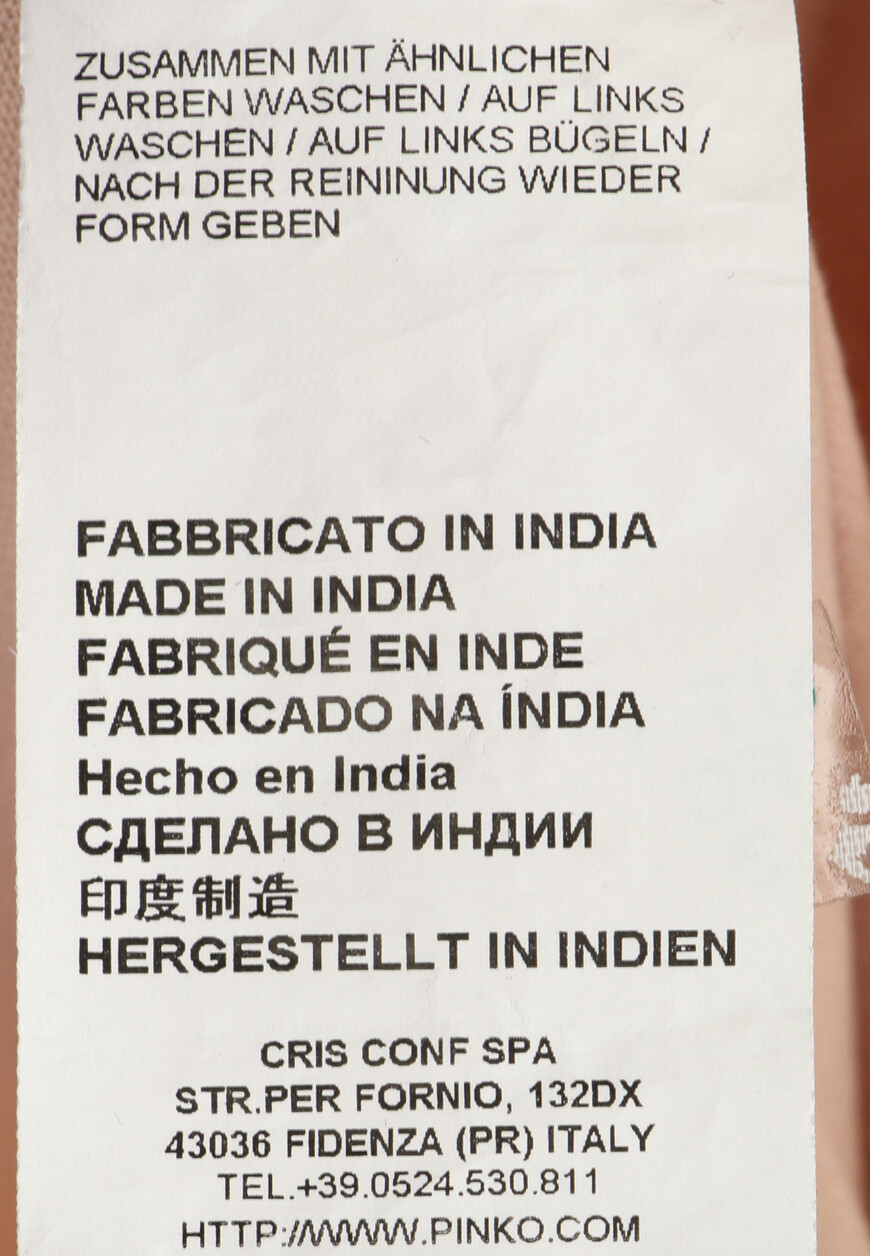 ZUSAMMEN MIT ÄHNLICHEN
FARBEN WASCHEN / AUF LINKS
WASCHEN / AUF LINKS BÜGELN /
NACH DER REININUNG WIEDER
FORM GEBEN
FABBRICATO IN INDIA
MADE IN INDIA
FABRIQUÉ EN INDE
FABRICADO NA ÍNDIA
Hecho en India
СДЕЛАНО В ИНДИИ
印度制造
HERGESTELLT IN INDIEN
CRIS CONF SPA
STR.PER FORNIO, 132DX
43036 FIDENZA (PR) ITALY
TEL.+39.0524.530.811
HTTP://WWW.PINKO.COM